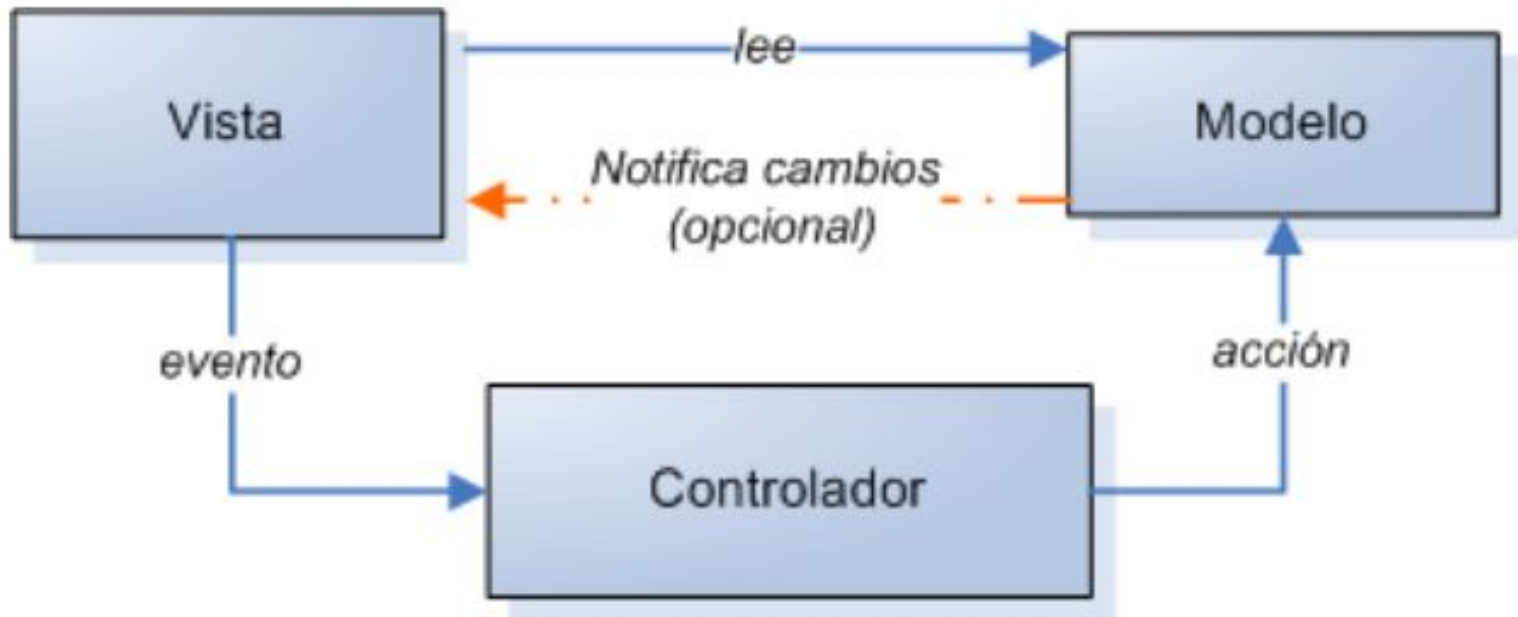 Vista
lee
Modelo
Notifica cambios
(opcional)
evento
acción
Controlador